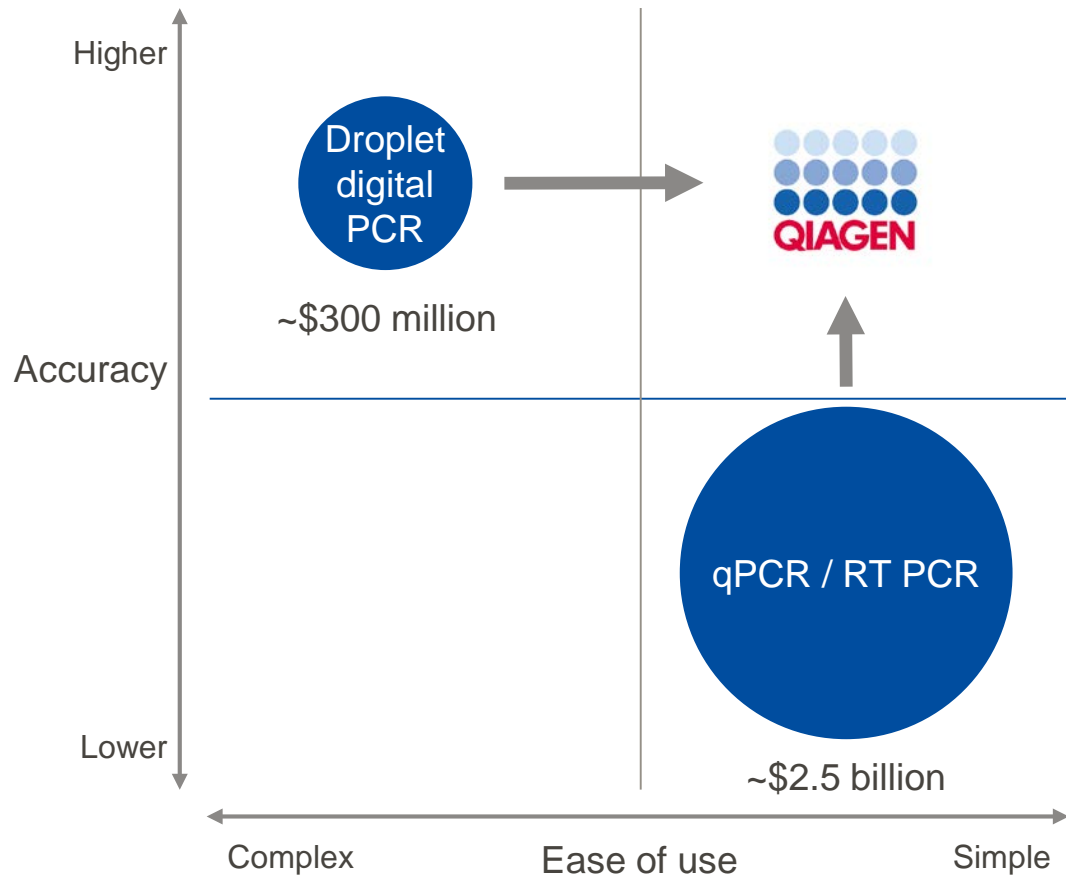 Higher
Droplet
digital
PCR
QIAGEN
~$300 million
Accuracy
qPCR / RT PCR
Lower
~$2.5 billion
Complex
Ease of use
Simple